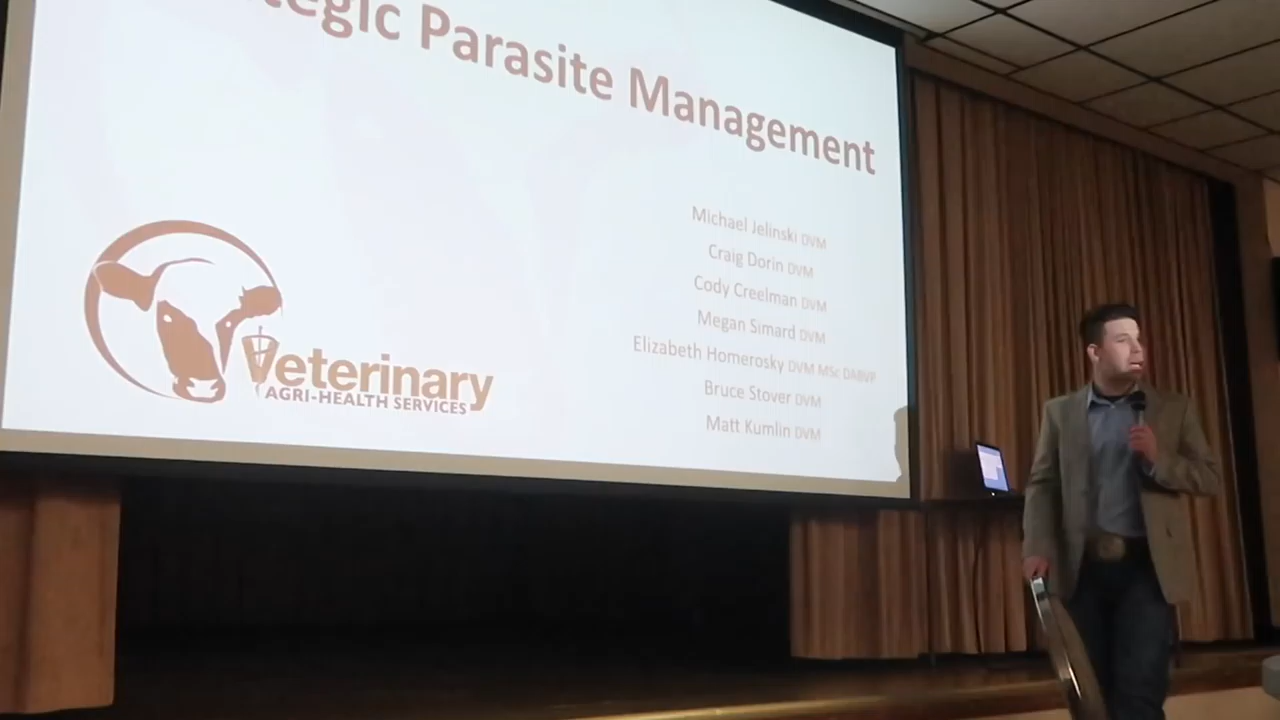 tegic Parasite Management
Michael Jelinski DVM
Craig Dorin DVM
Cody Creelman DVM
Megan Simard DVM
Elizabeth Homerosky DVM MSc DABVP
Bruce Stover DVM
Matt Kumlin DVM
Veterinary
AGRI-HEALTH SERVICES